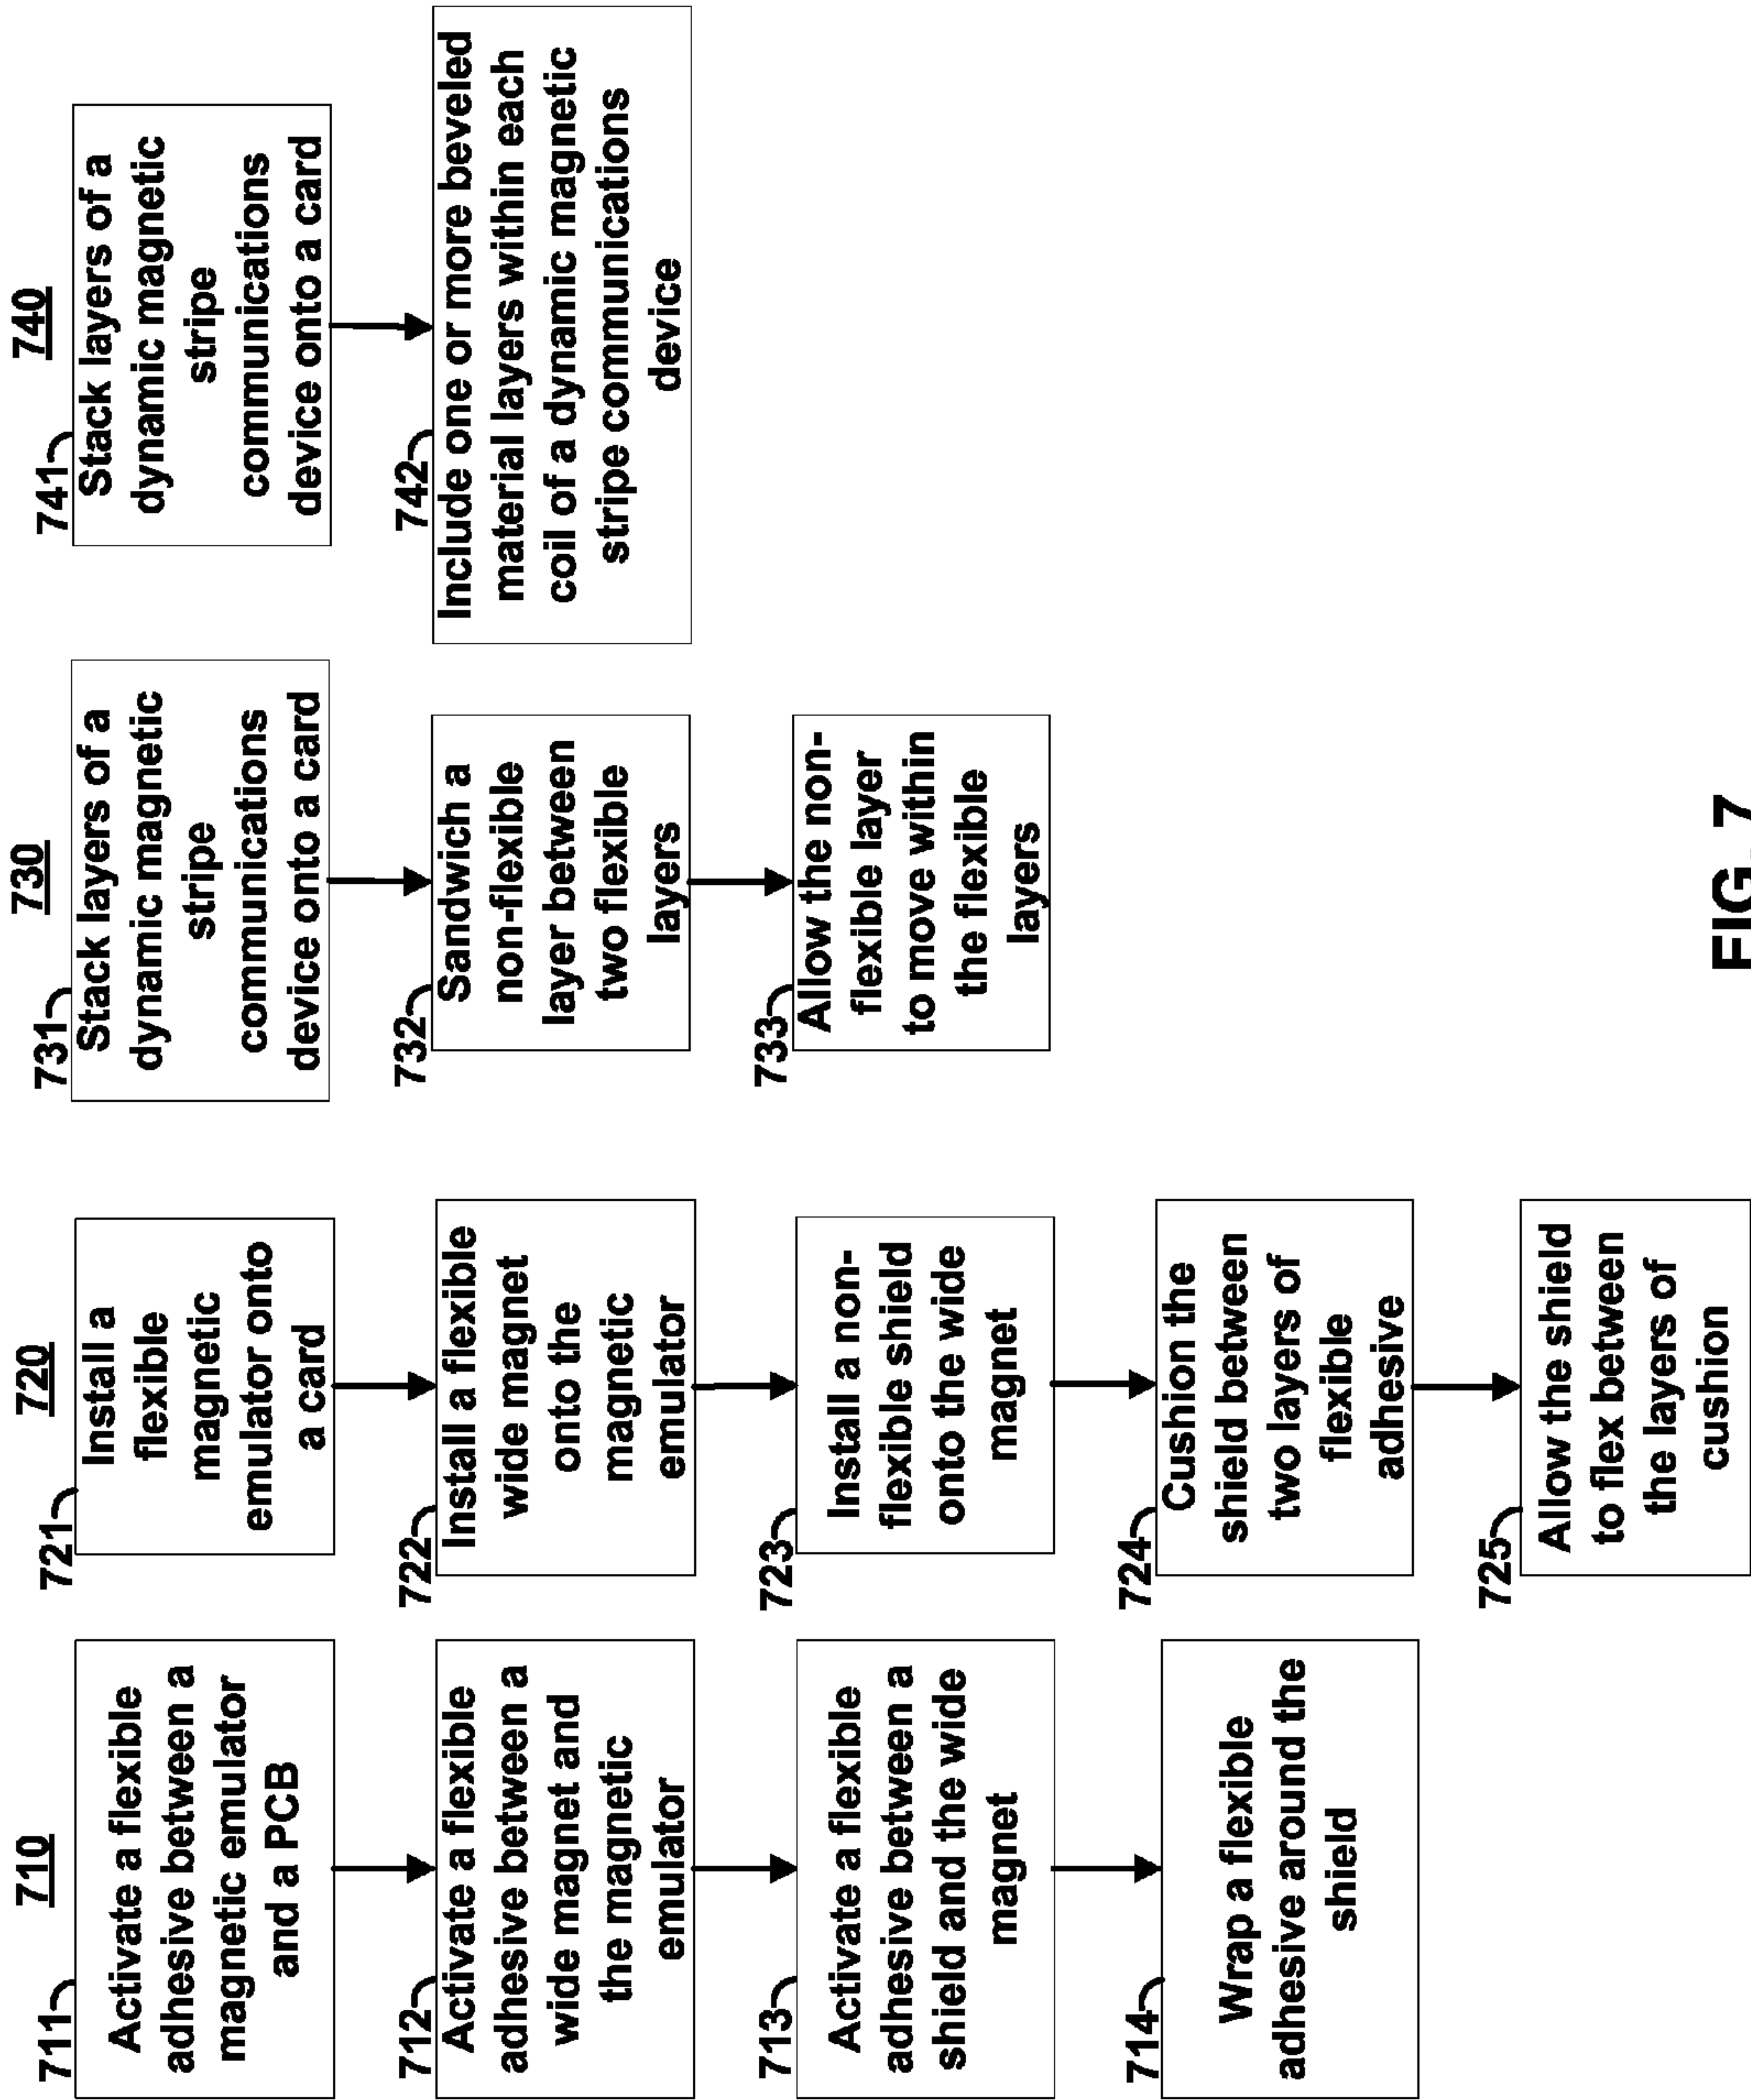 710
711
Activate a flexible
adhesive between a
magnetic emulator
and a PCB
712
Activate a flexible
adhesive between a
wide magnet and
the magnetic
emulator
713
Activate a flexible
adhesive between a
shield and the wide
magnet
714
Wrap a flexible
adhesive around the
shield
720
721
Install a
flexible
magnetic
emulator onto
a card
722
Install a flexible
wide magnet
onto the
magnetic
emulator
723
Install a non-
flexible shield
onto the wide
magnet
724
Cushion the
shield between
two layers of
flexible
adhesive
725
Allow the shield
to flex between
the layers of
cushion
730
731
Stack layers of a
dynamic magnetic
stripe
communications
device onto a card
732
Sandwich a
non-flexible
layer between
two flexible
layers
733
Allow the non-
flexible layer
to move within
the flexible
layers
740
741
Stack layers of a
dynamic magnetic
stripe
communications
device onto a card
742
Include one or more beveled
material layers within each
coil of a dynamic magnetic
stripe communications
device
FIG. 7